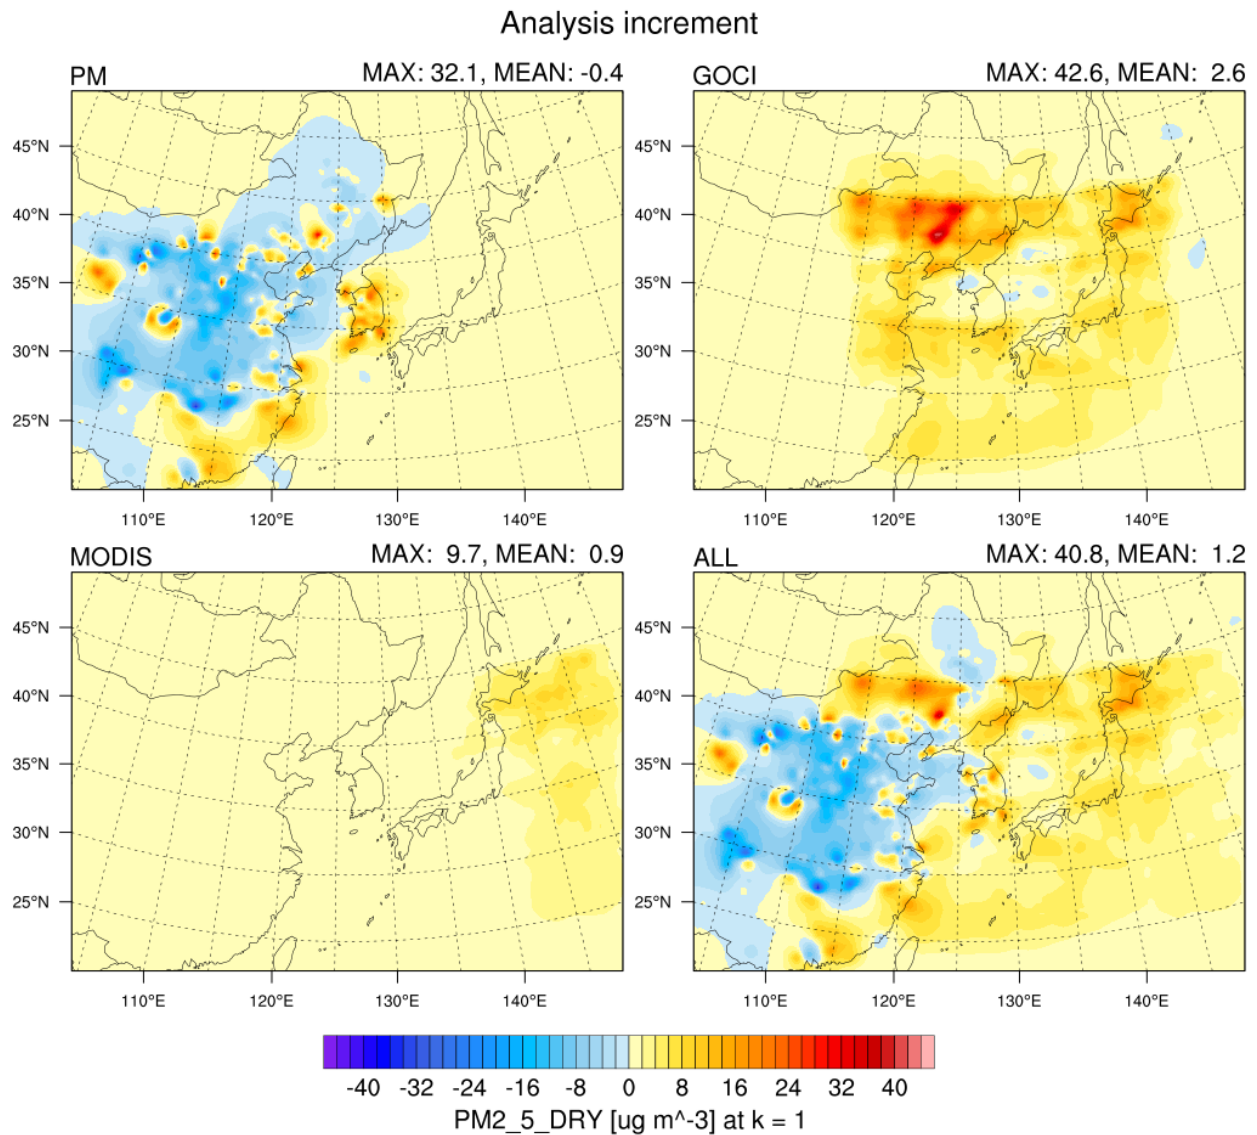 Analysis increment
PM MAX: 32.1, MEAN: -0.4
GOCI MAX: 42.6, MEAN: 2.6
45°N
40°N
35°N
30°N
25°N
110°E 120°E 130°E 140°E
45°N
40°N
35°N
30°N
25°N
110°E 120°E 130°E 140°E
MODIS MAX: 9.7, MEAN: 0.9
ALL MAX: 40.8, MEAN: 1.2
45°N
40°N
35°N
30°N
25°N
110°E 120°E 130°E 140°E
45°N
40°N
35°N
30°N
25°N
110°E 120°E 130°E 140°E
-40 -32 -24 -16 -8 0 8 16 24 32 40
PM2_5_DRY [ug m^-3] at k = 1